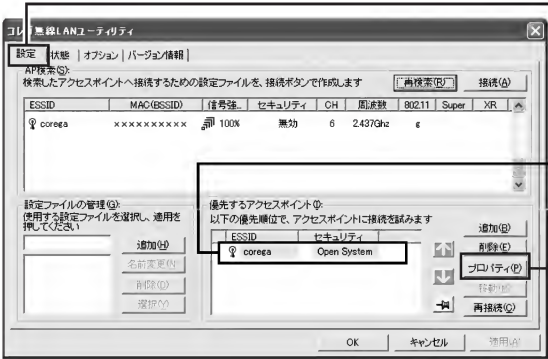 コレガ無線LANユーティリティ
設定 状態 オプション バージョン情報
AP検索(S):
検索したアクセスポイントへ接続するための設定ファイルを、接続ボタンで作成します 再検索(R) 接続(A)
ESSID MAC(BSSID) 信号強.. セキュリティ CH 周波数 802.11 Super XR
corega ×××××××××× 100% 無効 6 2.437Ghz g
設定ファイルの管理(G):
使用する設定ファイルを選択し、適用を
押してください
追加(H)
名前変更(N)
削除(D)
選択(Y)
優先するアクセスポイント(I):
以下の優先順位で、アクセスポイントに接続を試みます
ESSID セキュリティ
corega Open System
追加(B)
削除(E)
プロパティ(P)
移動(M)
再接続(C)
OK キャンセル 適用(A)